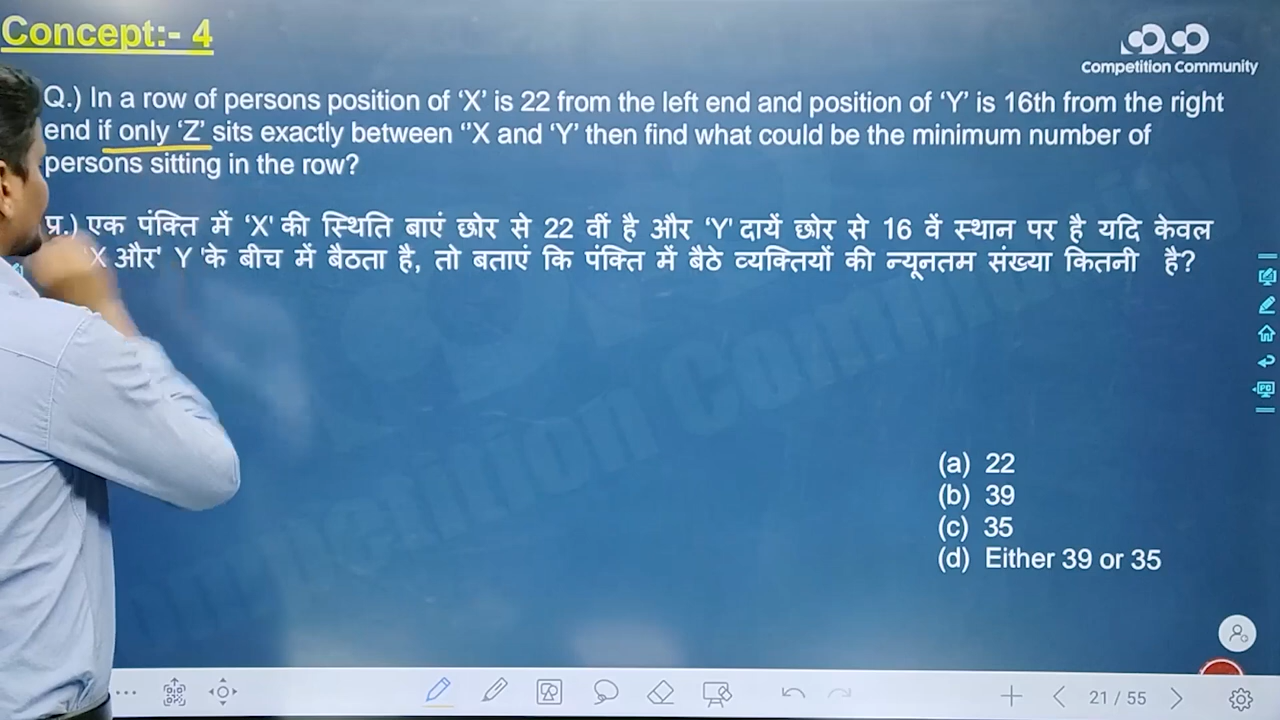 Concept:- 4
Competition Community
Q.) In a row of persons position of ‘X’ is 22 from the left end and position of ‘Y’ is 16th from the right
end if only ‘Z’ sits exactly between ‘'X and ‘Y’ then find what could be the minimum number of
persons sitting in the row?
प्र.) एक पंक्ति में ‘X' की स्थिति बाएं छोर से 22 वीं है और ‘Y' दायें छोर से 16 वें स्थान पर है यदि केवल
X और' Y 'के बीच में बैठता है, तो बताएं कि पंक्ति में बैठे व्यक्तियों की न्यूनतम संख्या कितनी है?
(a) 22
(b) 39
(c) 35
(d) Either 39 or 35
21 / 55